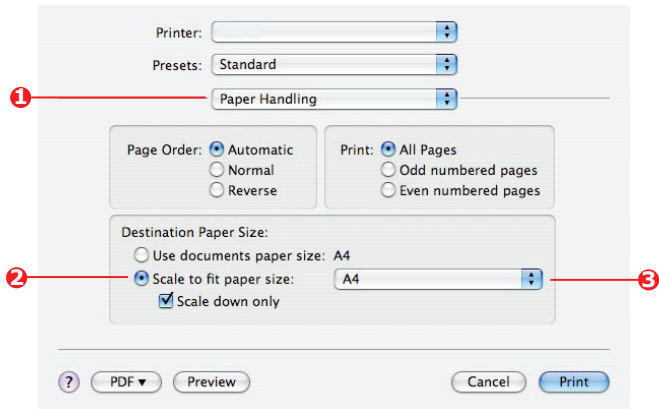 Printer:
Presets: Standard
1
Paper Handling
Page Order: Automatic
Normal
Reverse
Print: All Pages
Odd numbered pages
Even numbered pages
Destination Paper Size:
Use documents paper size: A4
2
Scale to fit paper size: A4
3
Scale down only
? PDF▼ Preview Cancel Print